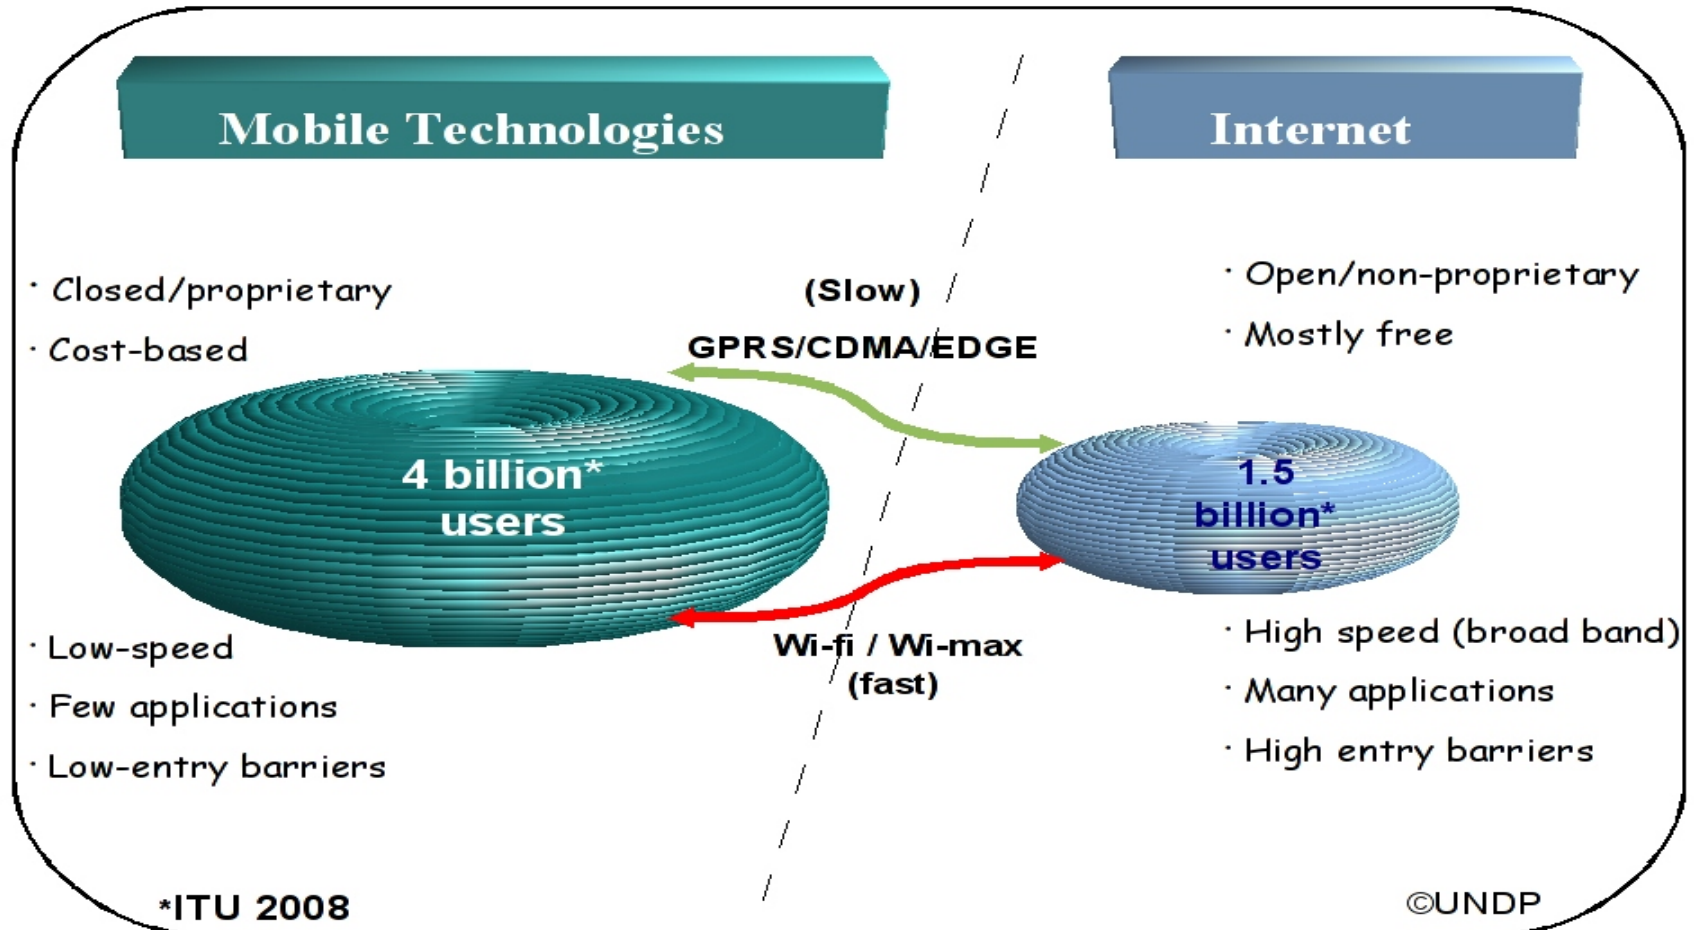 Mobile Technologies
Internet
· Closed/proprietary
· Cost-based
(Slow)
GPRS/CDMA/EDGE
· Open/non-proprietary
· Mostly free
4 billion*
users
1.5
billion*
users
· Low-speed
· Few applications
· Low-entry barriers
Wi-fi / Wi-max
(fast)
· High speed (broad band)
· Many applications
· High entry barriers
*ITU 2008
©UNDP